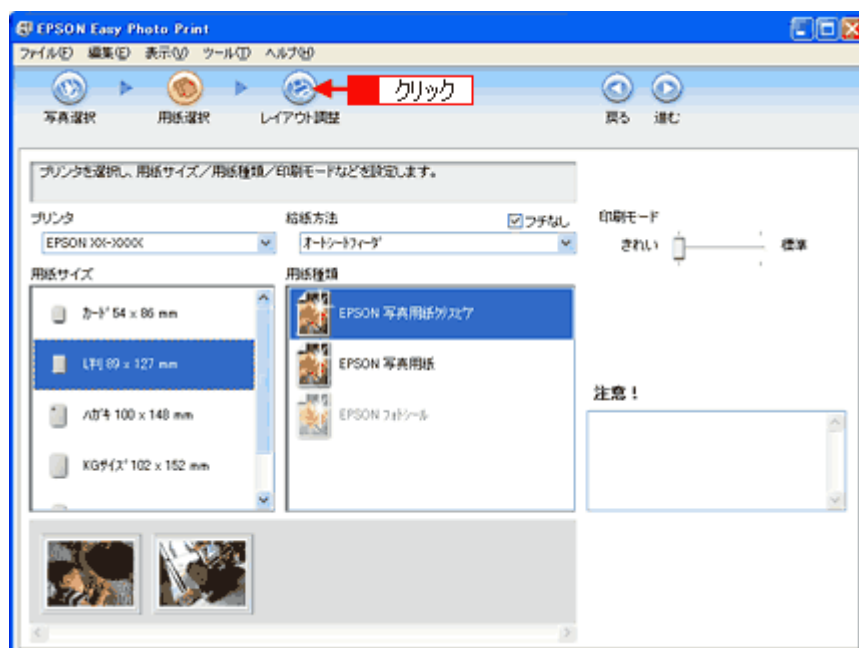 EPSON Easy Photo Print
ファイル(F) 編集(E) 表示(V) ツール(T) ヘルプ(H)
クリック
写真選択 用紙選択 レイアウト調整 戻る 進む
プリンタを選択し、用紙サイズ／用紙種類／印刷モードなどを設定します。
プリンタ 給紙方法 フチなし 印刷モード
EPSON XX-XXXX オートシートフィーダ きれい 標準
用紙サイズ 用紙種類
カード 54 x 86 mm EPSON 写真用紙クリスピア
L判 89 x 127 mm EPSON 写真用紙
注意！
ハガキ 100 x 148 mm EPSON フォトシール
KGサイズ 102 x 152 mm